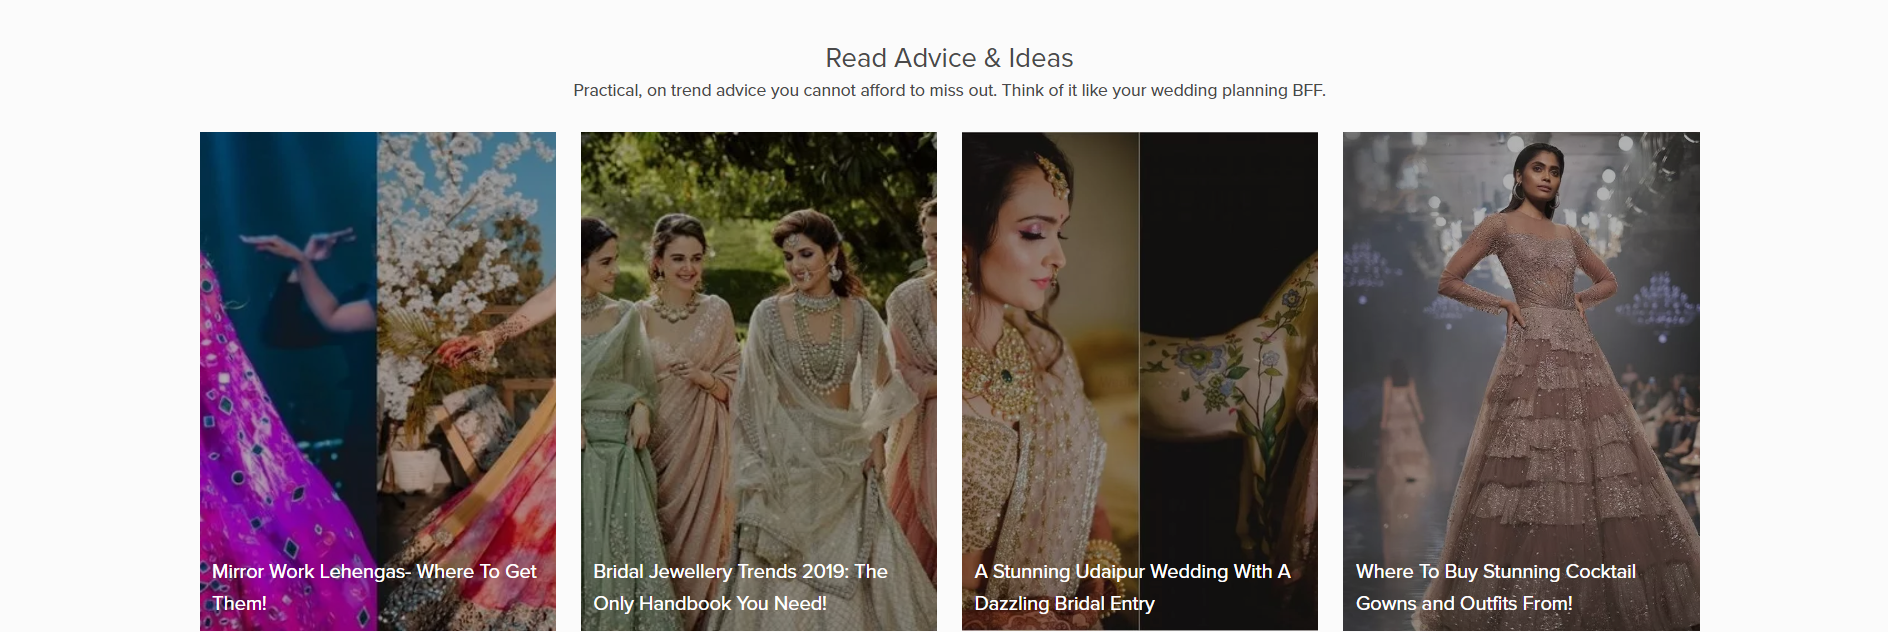 Read Advice & Ideas
Practical, on trend advice you cannot afford to miss out. Think of it like your wedding planning BFF.
Mirror Work Lehengas- Where To Get
Them!
Bridal Jewellery Trends 2019: The
Only Handbook You Need!
A Stunning Udaipur Wedding With A
Dazzling Bridal Entry
Where To Buy Stunning Cocktail
Gowns and Outfits From!